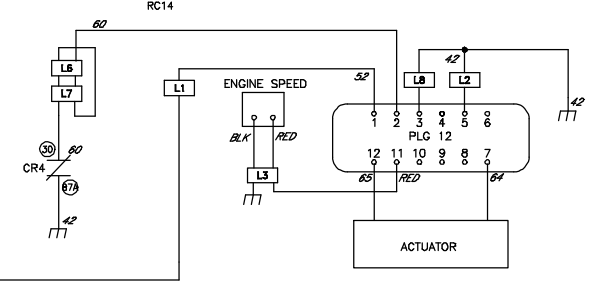 RC14
60
L6
L7
L1
ENGINE SPEED
BLK RED
L3
52
42
L8 L2
42
1 2 3 4 5 6
PLG 12
12 11 10 9 8 7
65 RED 64
30 60
CR4
87A
42
ACTUATOR